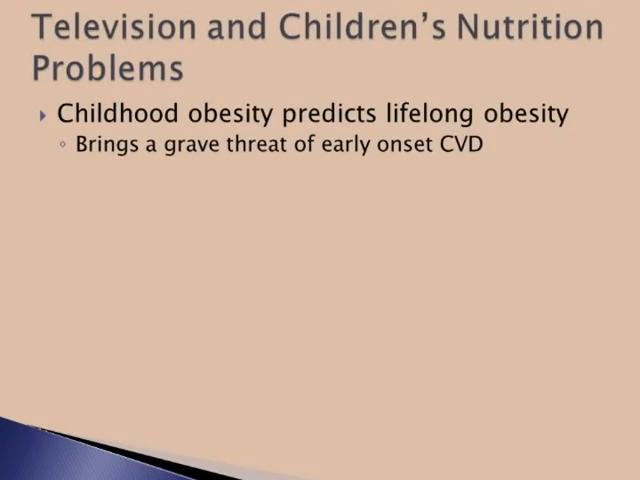 Television and Children's Nutrition
Problems
Childhood obesity predicts lifelong obesity
Brings a grave threat of early onset CVD